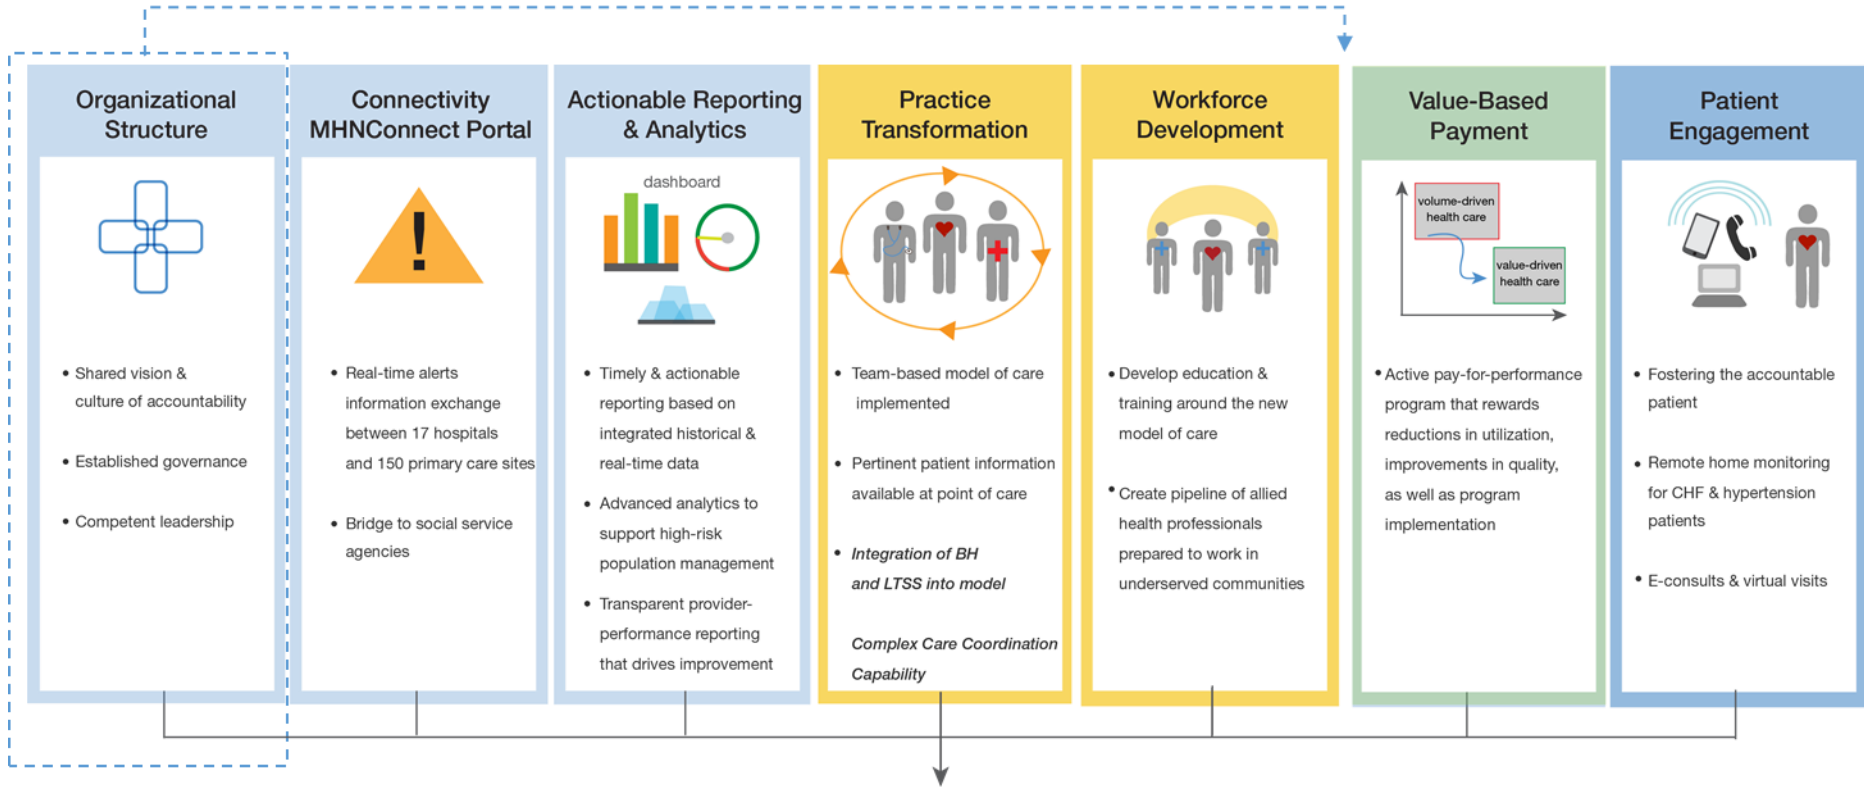 Organizational
Structure
Shared vision &
culture of accountability
Established governance
Competent leadership
Connectivity
MHNConnect Portal
!
Real-time alerts
information exchange
between 17 hospitals
and 150 primary care sites
Bridge to social service
agencies
Actionable Reporting
& Analytics
dashboard
Timely & actionable
reporting based on
integrated historical &
real-time data
Advanced analytics to
support high-risk
population management
Transparent provider-
performance reporting
that drives improvement
Practice
Transformation
Team-based model of care
implemented
Pertinent patient information
available at point of care
Integration of BH
and LTSS into model
Complex Care Coordination
Capability
Workforce
Development
Develop education &
training around the new
model of care
Create pipeline of allied
health professionals
prepared to work in
underserved communities
Value-Based
Payment
volume-driven
health care
value-driven
health care
Active pay-for-performance
program that rewards
reductions in utilization,
improvements in quality,
as well as program
implementation
Patient
Engagement
Fostering the accountable
patient
Remote home monitoring
for CHF & hypertension
patients
E-consults & virtual visits